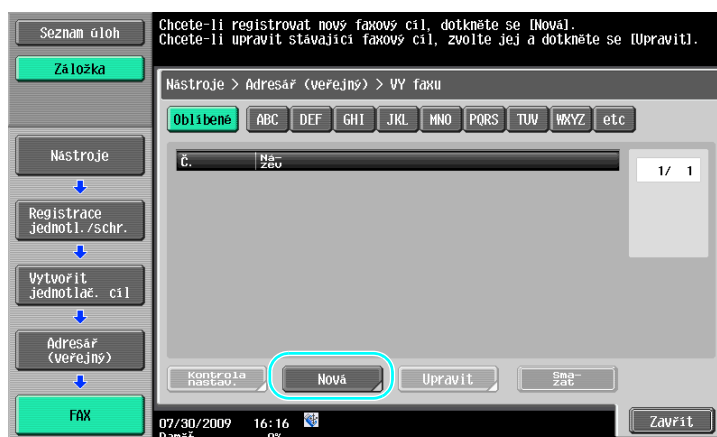 Seznam úloh
Chcete-li registrovat nový faxový cíl, dotkněte se [Nová].
Chcete-li upravit stávající faxový cíl, zvolte jej a dotkněte se [Upravit].
Záložka
Nástroje > Adresář (veřejný) > VY faxu
Oblíbené ABC DEF GHI JKL MNO PQRS TUV WXYZ etc
Č. Ná-
zev
1/ 1
Nástroje
Registrace
jednotl./schr.
Vytvořit
jednotlač. cíl
Adresář
(veřejný)
FAX
Kontrola
nastav.
Nová
Upravit
Sma-
zat
07/30/2009 16:16
Zavřít